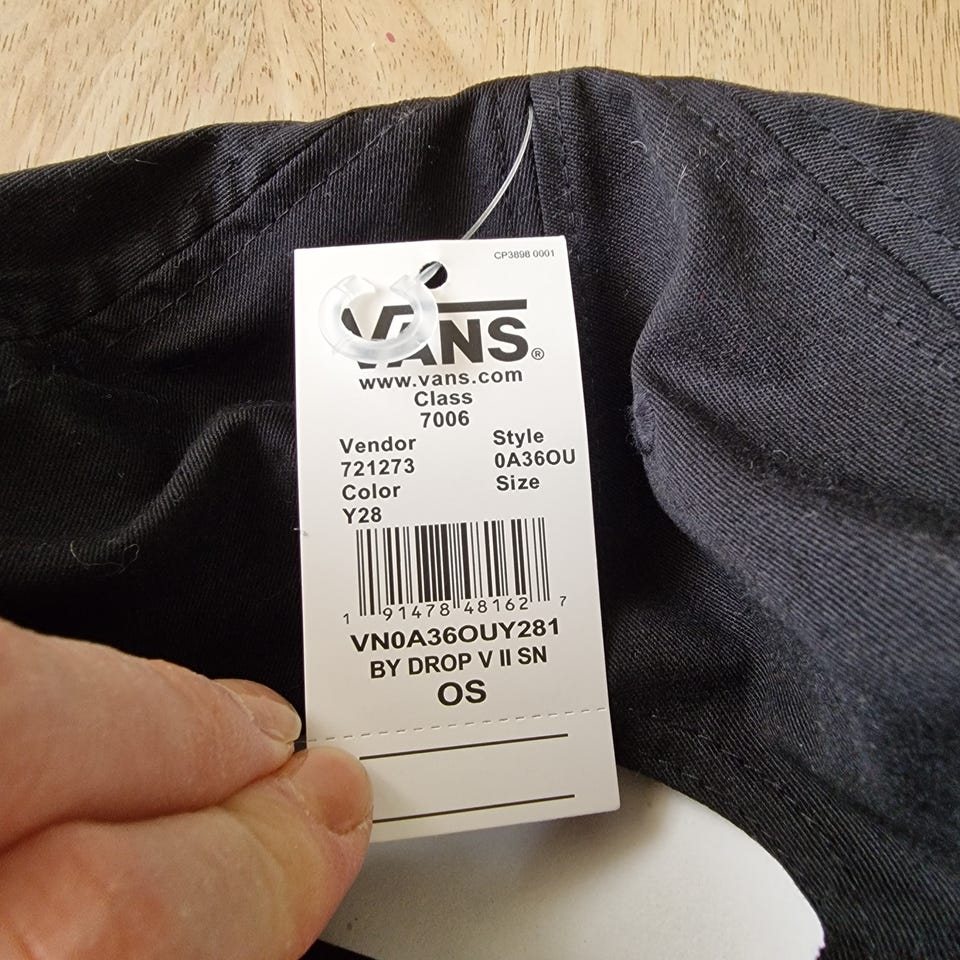 CP3898 0001
VANS®
www.vans.com
Class
7006
Vendor Style
721273 0A36OU
Color Size
Y28
1 91478 48162 7
VN0A36OUY281
BY DROP V II SN
OS